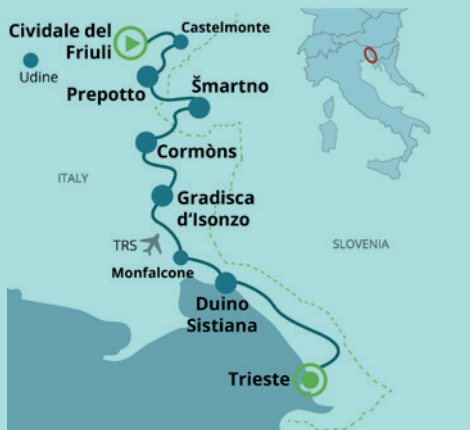 Cividale del
Friuli
Castelmonte
Udine
Prepotto
Šmartno
Cormòns
ITALY
Gradisca
d‘Isonzo
TRS
SLOVENIA
Monfalcone
Duino
Sistiana
Trieste